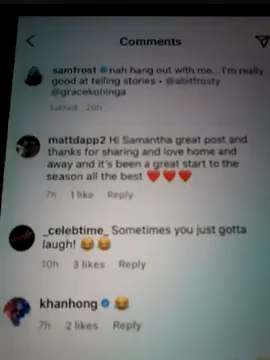 Comments
samfrost nah hang out with me... I'm really
good at telling stories • @abitfrosty
@gracekohinga
Edited 20h
mattdapp2 Hi Samantha great post and
thanks for sharing and love home and
away and it's been a great start to the
season all the best ❤️❤️❤️
7h 1 like Reply
_celebtime_ Sometimes you just gotta
laugh! 😂😂
10h 3 likes Reply
khanhong 😂
7h 2 likes Reply